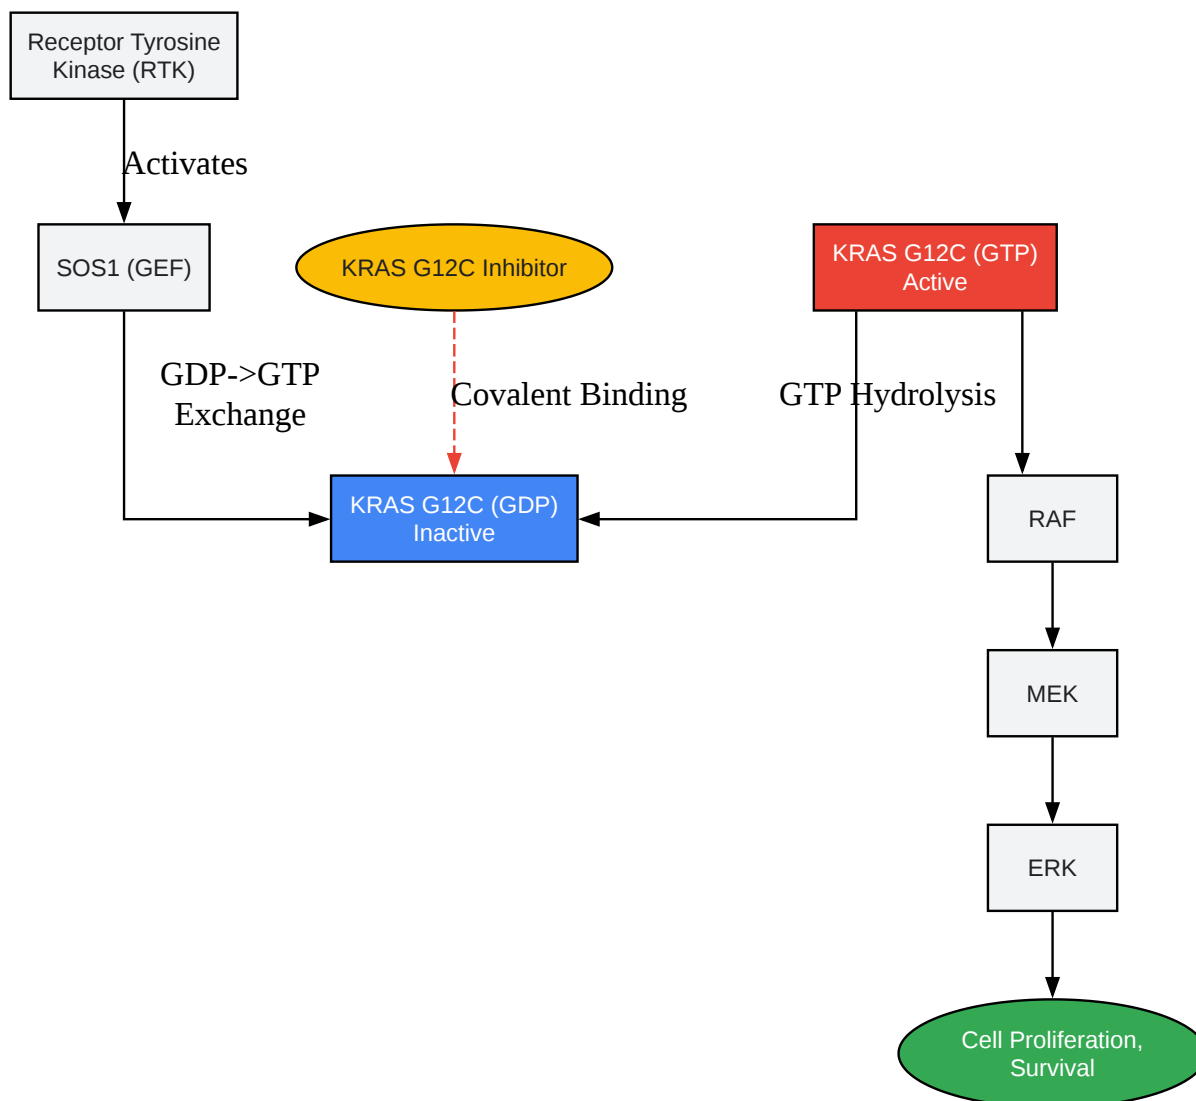 Receptor Tyrosine
Kinase (RTK)
Activates
SOS1 (GEF)
KRAS G12C Inhibitor
KRAS G12C (GTP)
Active
GDP->GTP
Exchange
Covalent Binding
GTP Hydrolysis
KRAS G12C (GDP)
Inactive
RAF
MEK
ERK
Cell Proliferation,
Survival